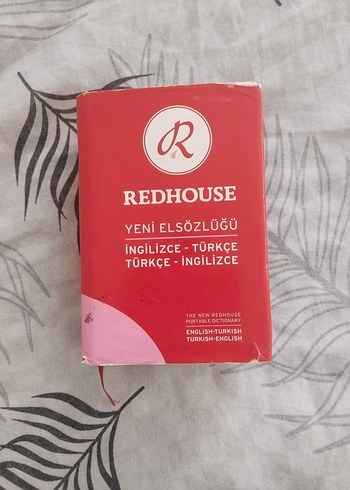 R
REDHOUSE
YENİ ELSÖZLÜĞÜ
İNGİLİZCE - TÜRKÇE
TÜRKÇE - İNGİLİZCE
THE NEW REDHOUSE
PORTABLE DICTIONARY
ENGLISH-TURKISH
TURKISH-ENGLISH